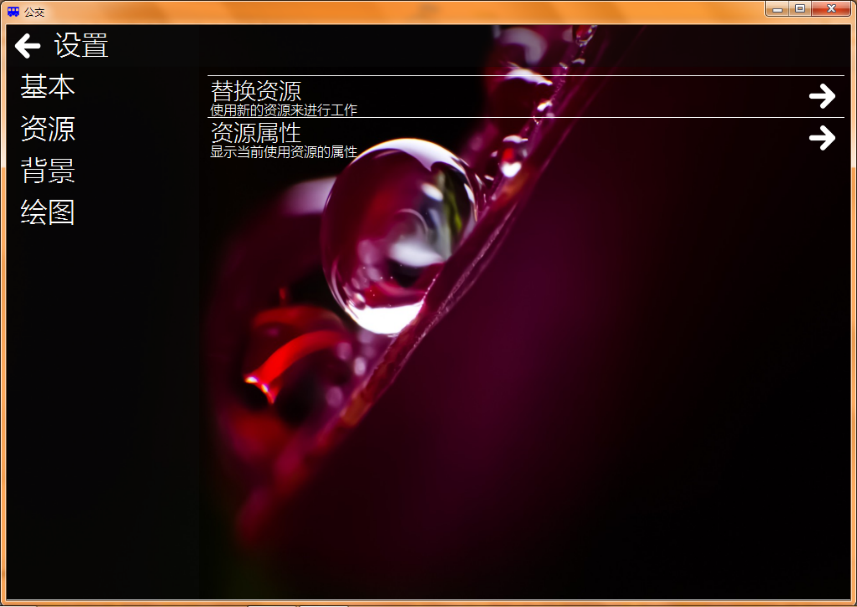 公交
设置
基本
资源
背景
绘图
替换资源
使用新的资源来进行工作
资源属性
显示当前使用资源的属性